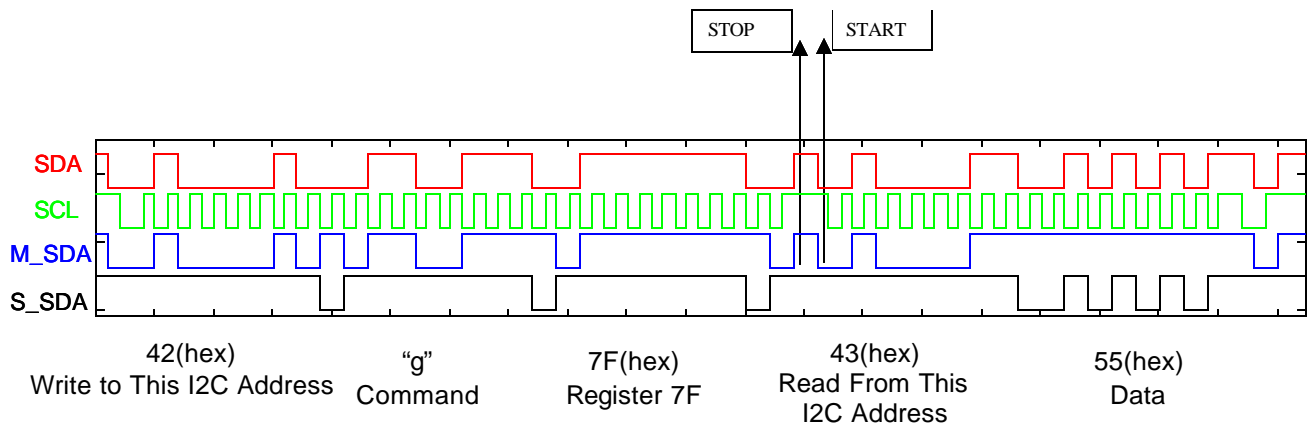 STOP
START
SDA
SCL
M_SDA
S_SDA
42(hex)
Write to This I2C Address
“g”
Command
7F(hex)
Register 7F
43(hex)
Read From This
I2C Address
55(hex)
Data